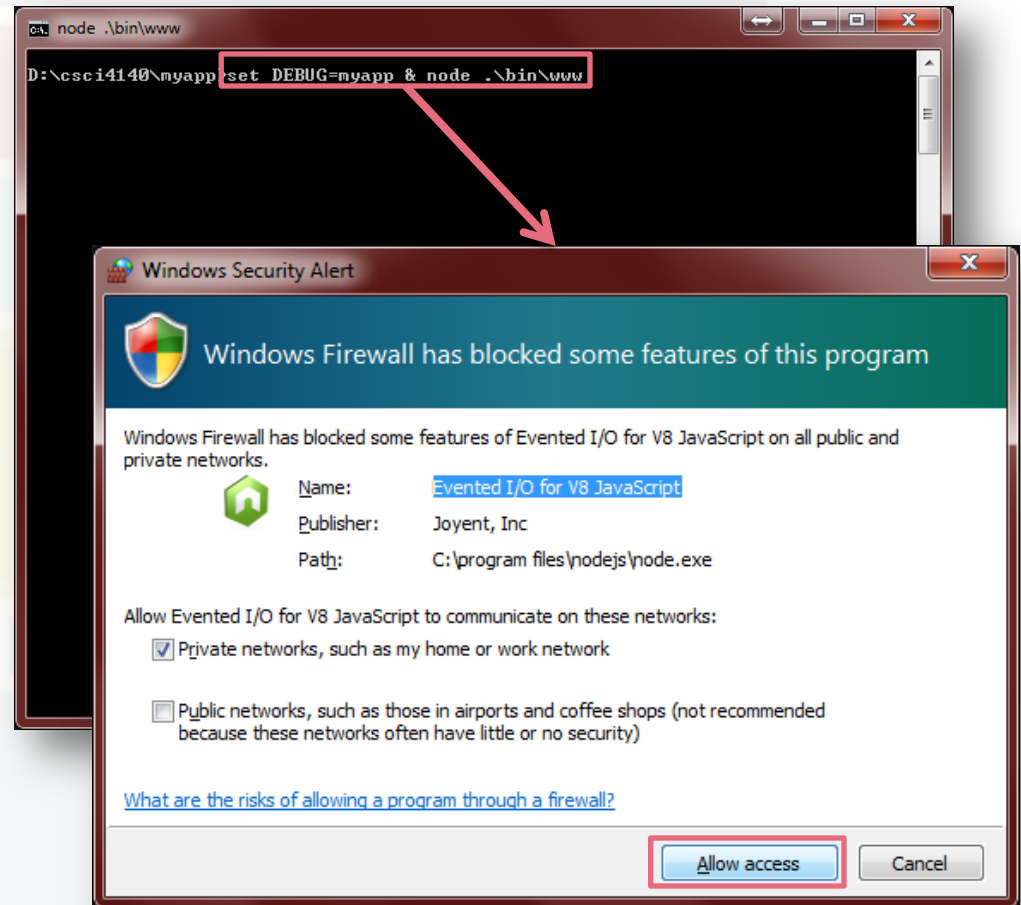 node .\bin\www
D:\csci4140\myapp>set DEBUG=myapp & node .\bin\www
Windows Security Alert
Windows Firewall has blocked some features of this program
Windows Firewall has blocked some features of Evented I/O for V8 JavaScript on all public and
private networks.
Name: Evented I/O for V8 JavaScript
Publisher: Joyent, Inc
Path: C:\program files\nodejs\node.exe
Allow Evented I/O for V8 JavaScript to communicate on these networks:
Private networks, such as my home or work network
Public networks, such as those in airports and coffee shops (not recommended
because these networks often have little or no security)
What are the risks of allowing a program through a firewall?
Allow access
Cancel